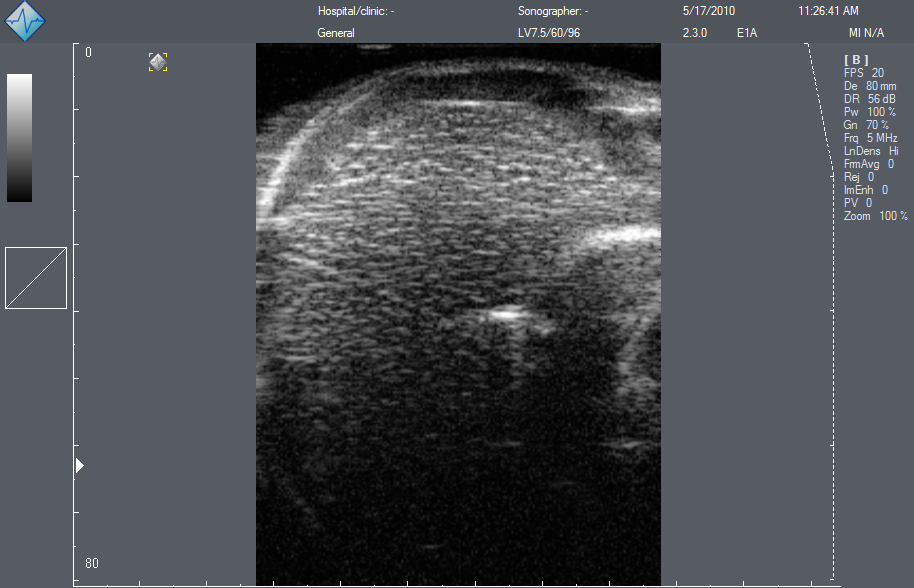 Hospital/clinic: - Sonographer: - 5/17/2010 11:26:41 AM
General LV7.5/60/96 2.3.0 E1A MI N/A
0
[ B ]
FPS 20
De 80 mm
DR 56 dB
Pw 100 %
Gn 70 %
Frq 5 MHz
LnDens Hi
FrmAvg 0
Rej 0
ImEnh 0
PV 0
Zoom 100 %
80